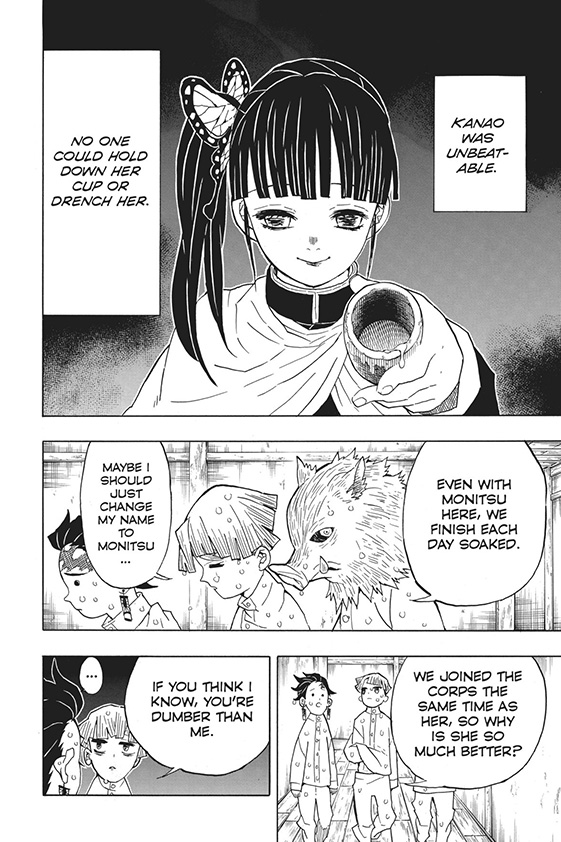 KANAO
WAS
UNBEAT-
ABLE.
NO ONE
COULD HOLD
DOWN HER
CUP OR
DRENCH HER.
EVEN WITH
MONITSU
HERE, WE
FINISH EACH
DAY SOAKED.
MAYBE I
SHOULD
JUST
CHANGE
MY NAME
TO
MONITSU
...
WE JOINED THE
CORPS THE
SAME TIME AS
HER, SO WHY
IS SHE SO
MUCH BETTER?
IF YOU THINK I
KNOW, YOU'RE
DUMBER THAN
ME.
...